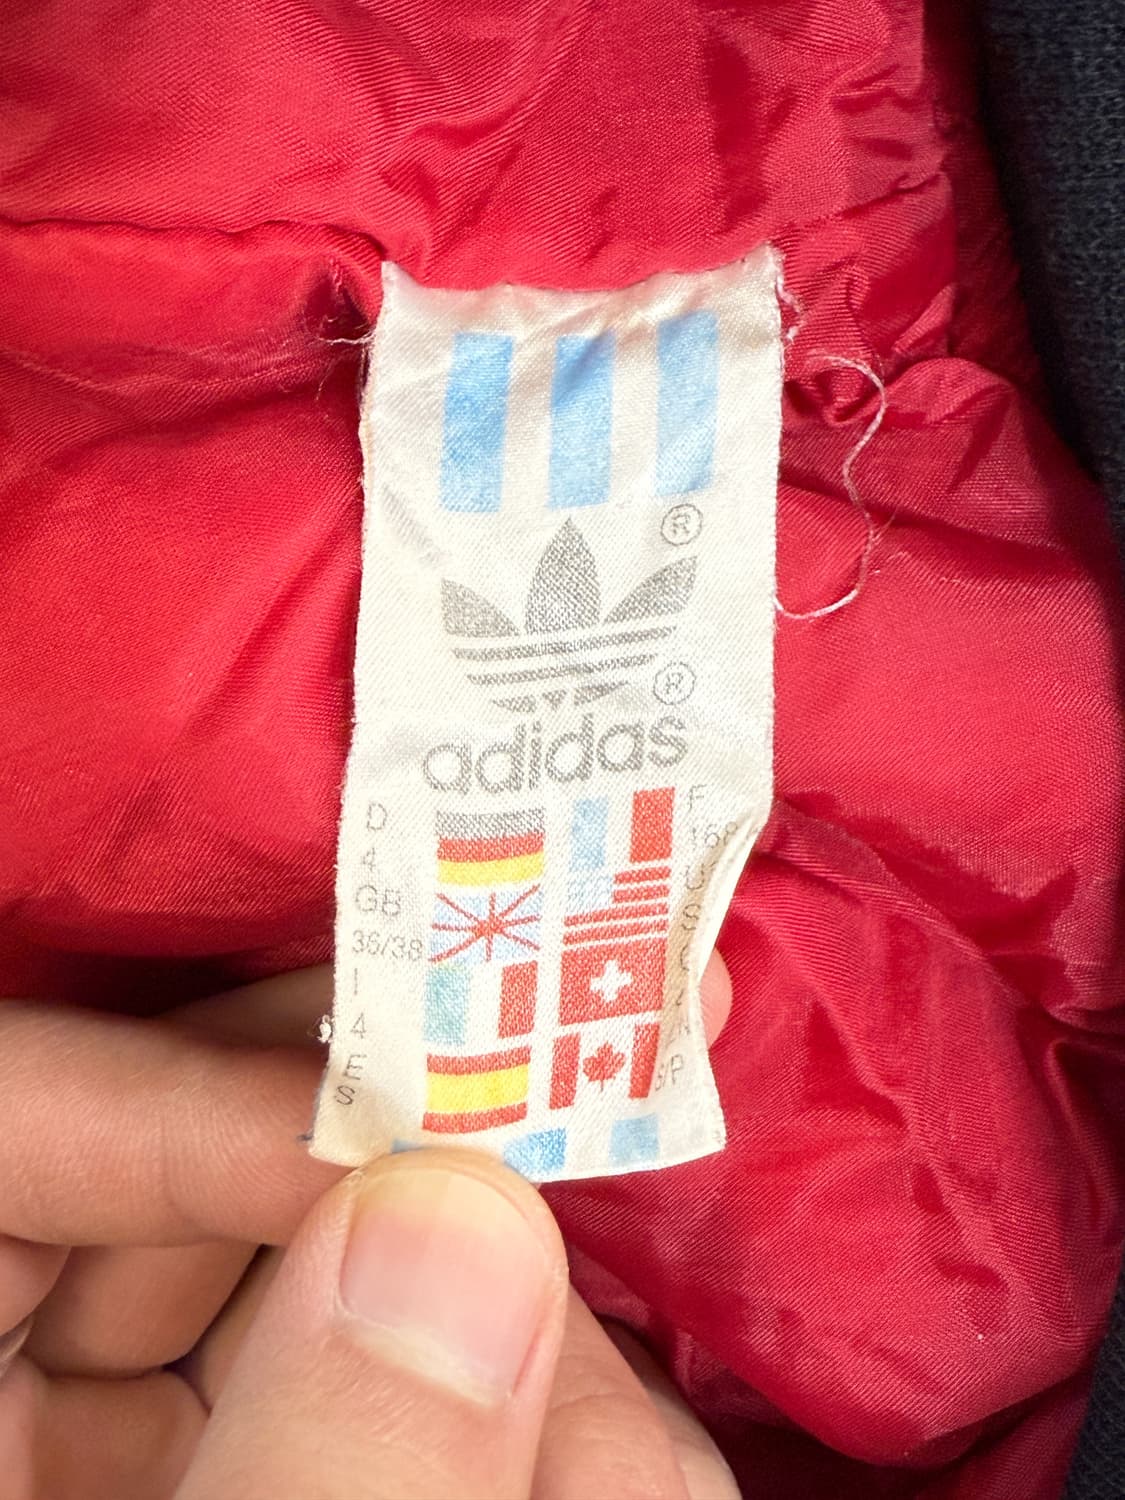 ®
®
adidas
D
4
GB
36/38
I
4
E
S
F
168
U
S
C
A
N
S/P